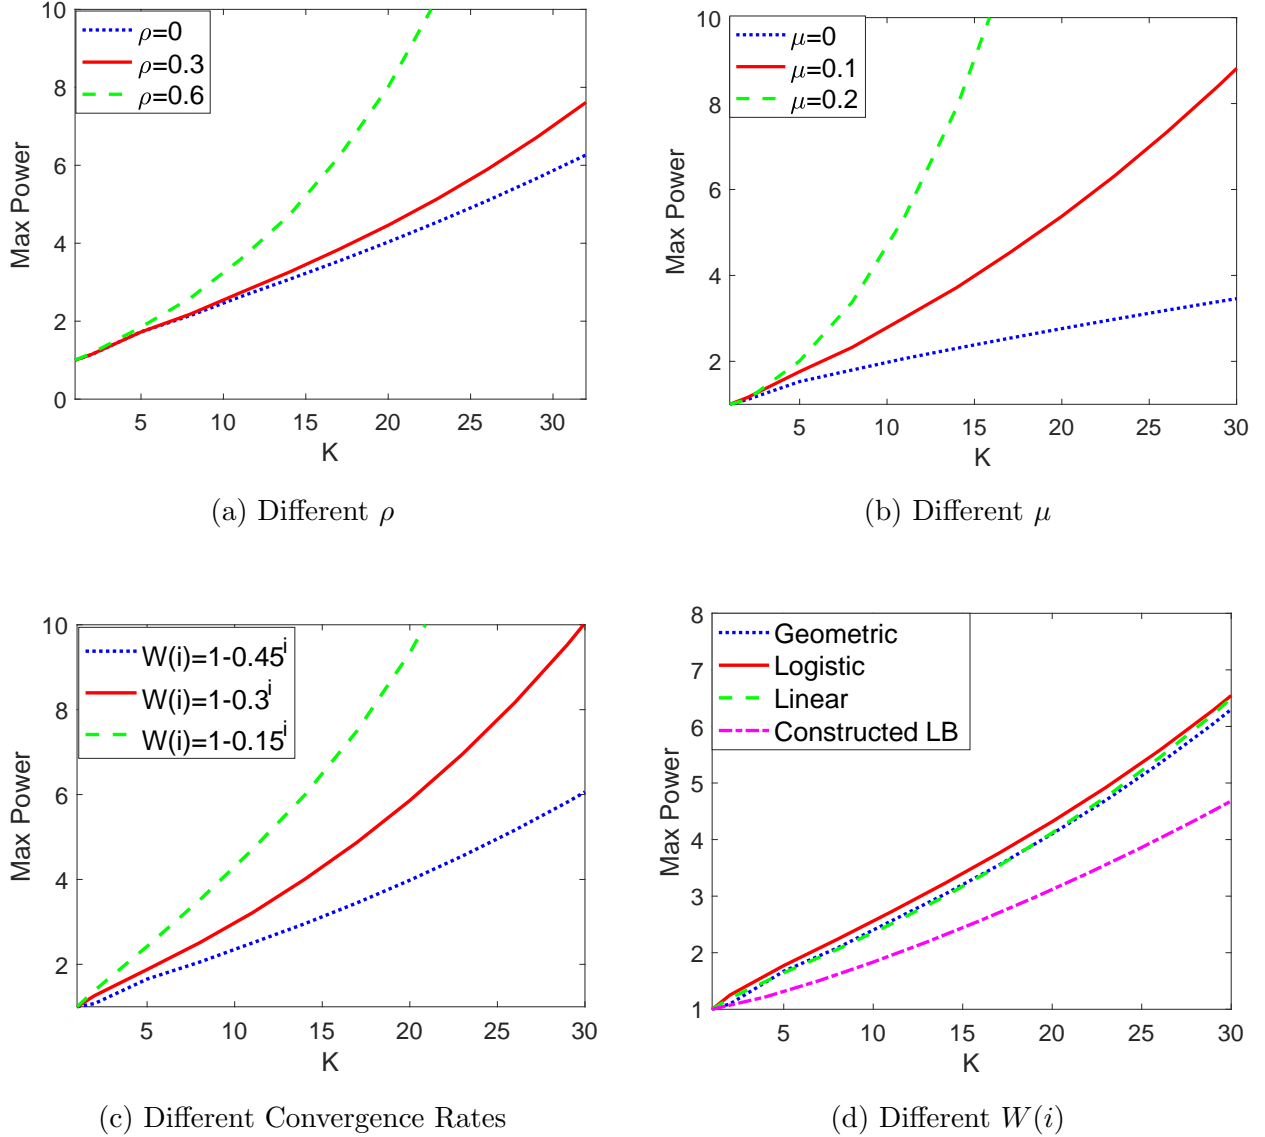 10
8
6
4
2
0
Max Power
ρ=0
ρ=0.3
ρ=0.6
5 10 15 20 25 30
K
(a) Different ρ
10
8
6
4
2
Max Power
μ=0
μ=0.1
μ=0.2
5 10 15 20 25 30
K
(b) Different μ
10
8
6
4
2
Max Power
W(i)=1-0.45^i
W(i)=1-0.3^i
W(i)=1-0.15^i
5 10 15 20 25 30
K
(c) Different Convergence Rates
8
7
6
5
4
3
2
1
Max Power
Geometric
Logistic
Linear
Constructed LB
5 10 15 20 25 30
K
(d) Different W(i)